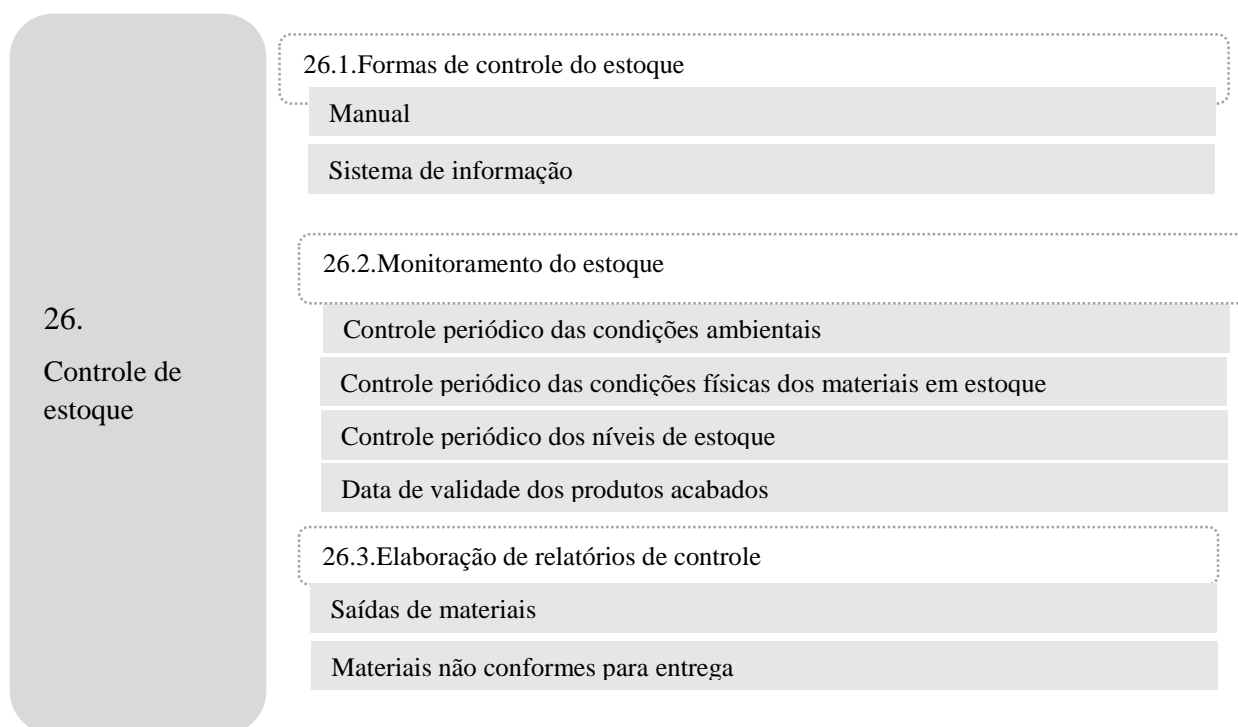 26.
Controle de
estoque
26.1.Formas de controle do estoque
Manual
Sistema de informação
26.2.Monitoramento do estoque
Controle periódico das condições ambientais
Controle periódico das condições físicas dos materiais em estoque
Controle periódico dos níveis de estoque
Data de validade dos produtos acabados
26.3.Elaboração de relatórios de controle
Saídas de materiais
Materiais não conformes para entrega